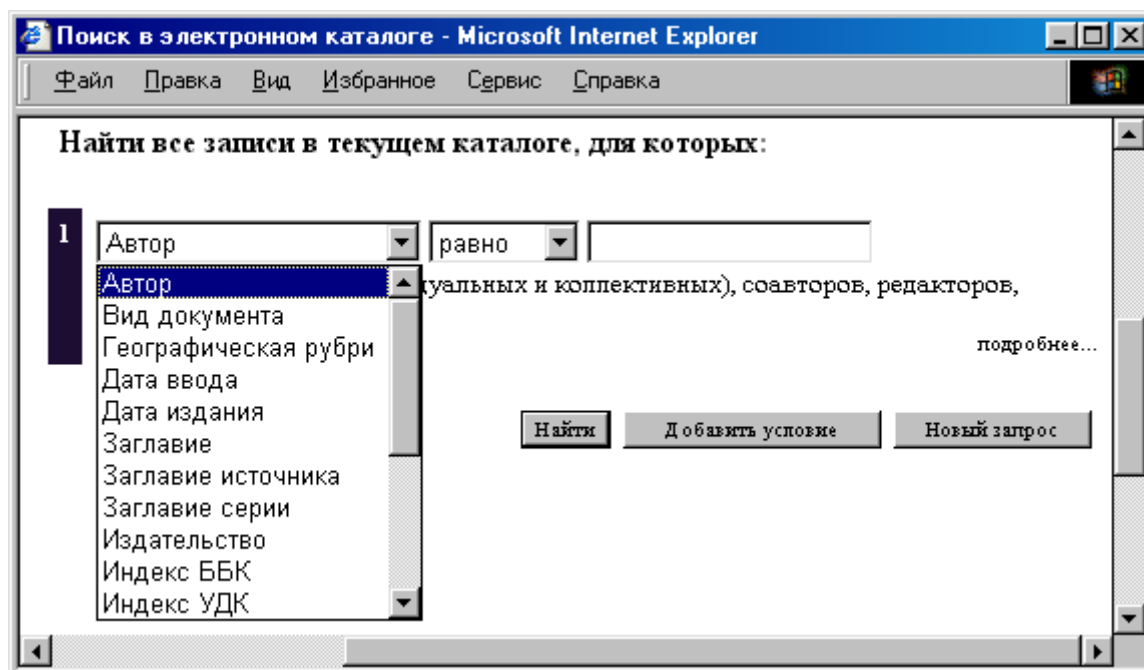 Поиск в электронном каталоге - Microsoft Internet Explorer
Файл Правка Вид Избранное Сервис Справка
Найти все записи в текущем каталоге, для которых:
1 Автор равно
Автор дуальных и коллективных), соавторов, редакторов,
Вид документа
Географическая рубри подробнее...
Дата ввода
Дата издания
Найти Добавить условие Новый запрос
Заглавие
Заглавие источника
Заглавие серии
Издательство
Индекс ББК
Индекс УДК